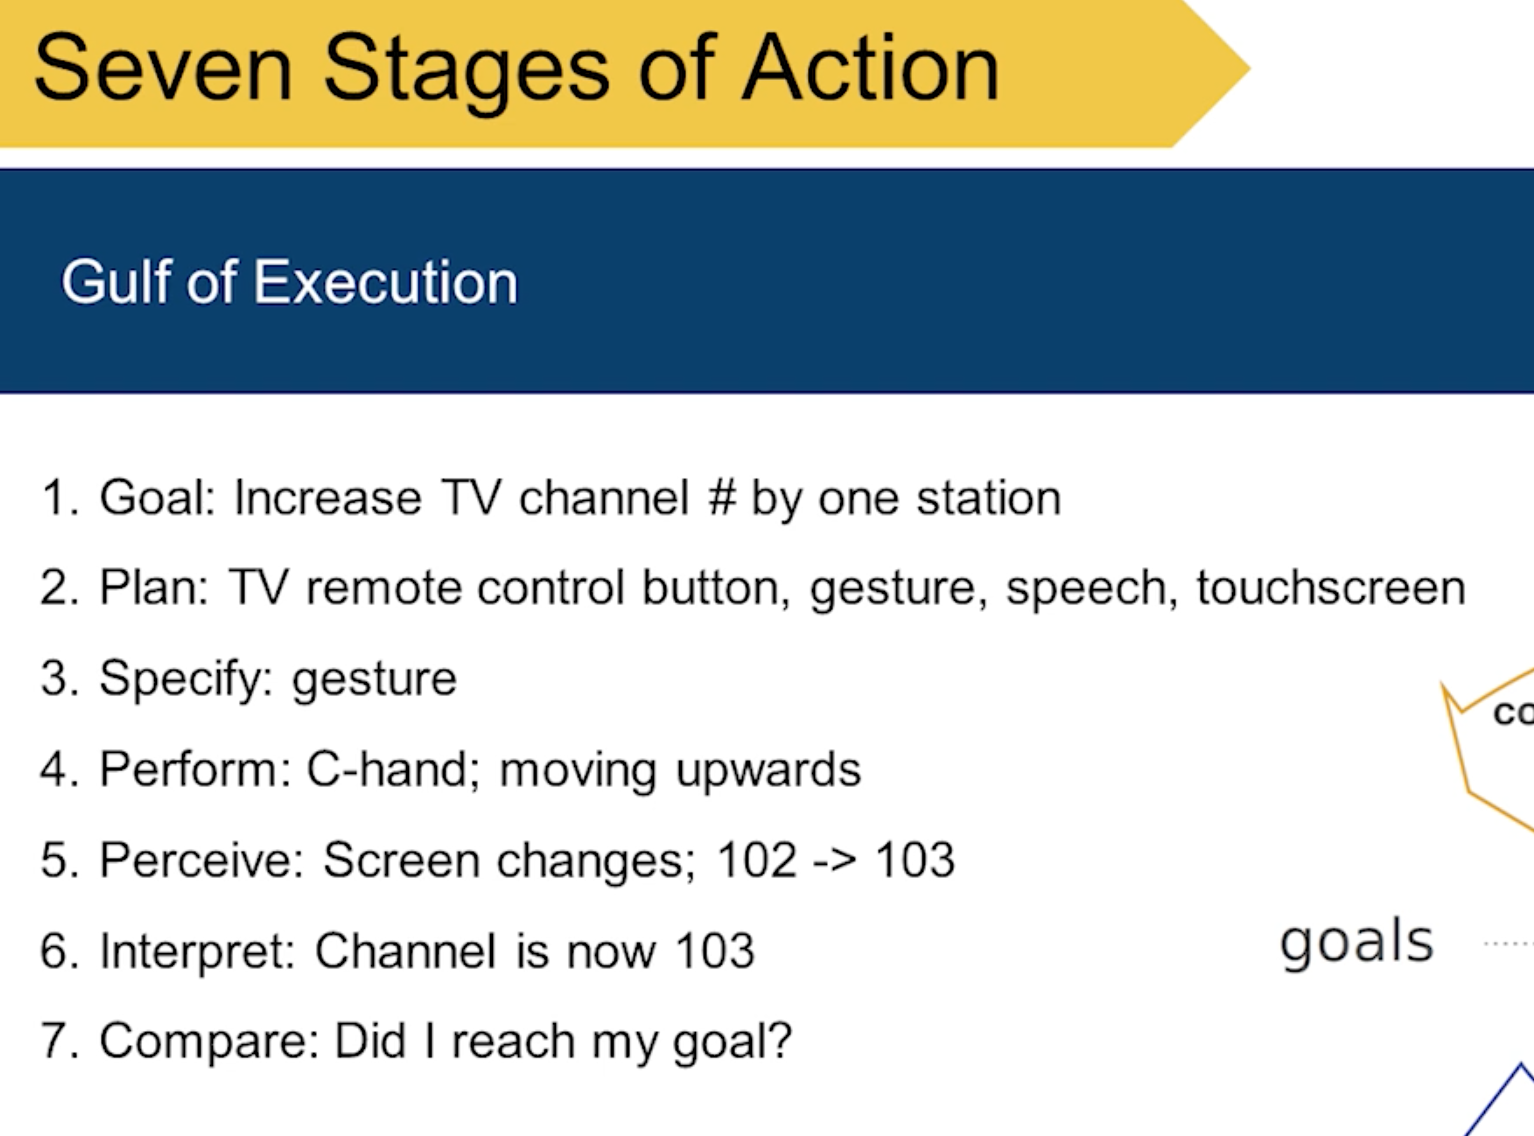 Seven Stages of Action
Gulf of Execution
1. Goal: Increase TV channel # by one station
2. Plan: TV remote control button, gesture, speech, touchscreen
3. Specify: gesture
4. Perform: C-hand; moving upwards
co
5. Perceive: Screen changes; 102 -> 103
goals
6. Interpret: Channel is now 103
7. Compare: Did I reach my goal?